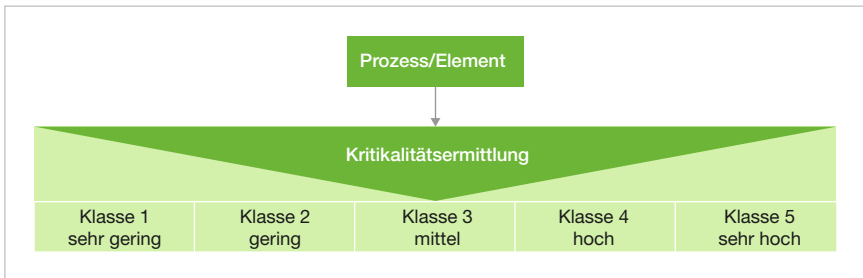 Prozess/Element
Kritikalitätsermittlung
Klasse 1
sehr gering
Klasse 2
gering
Klasse 3
mittel
Klasse 4
hoch
Klasse 5
sehr hoch